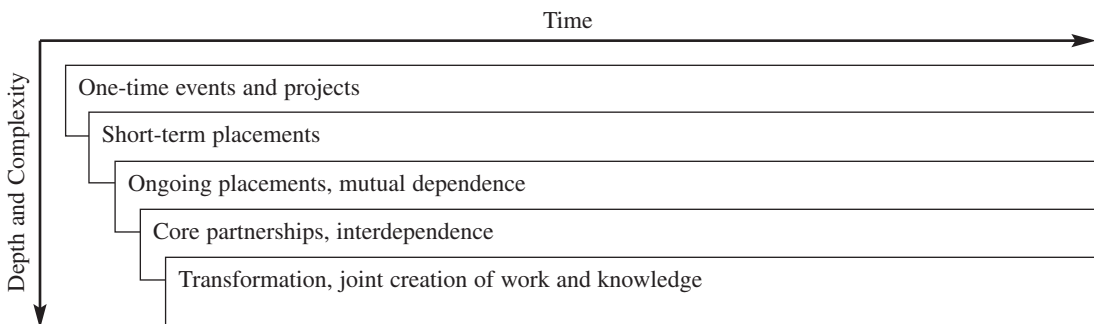 Time
Depth and Complexity
One-time events and projects
Short-term placements
Ongoing placements, mutual dependence
Core partnerships, interdependence
Transformation, joint creation of work and knowledge